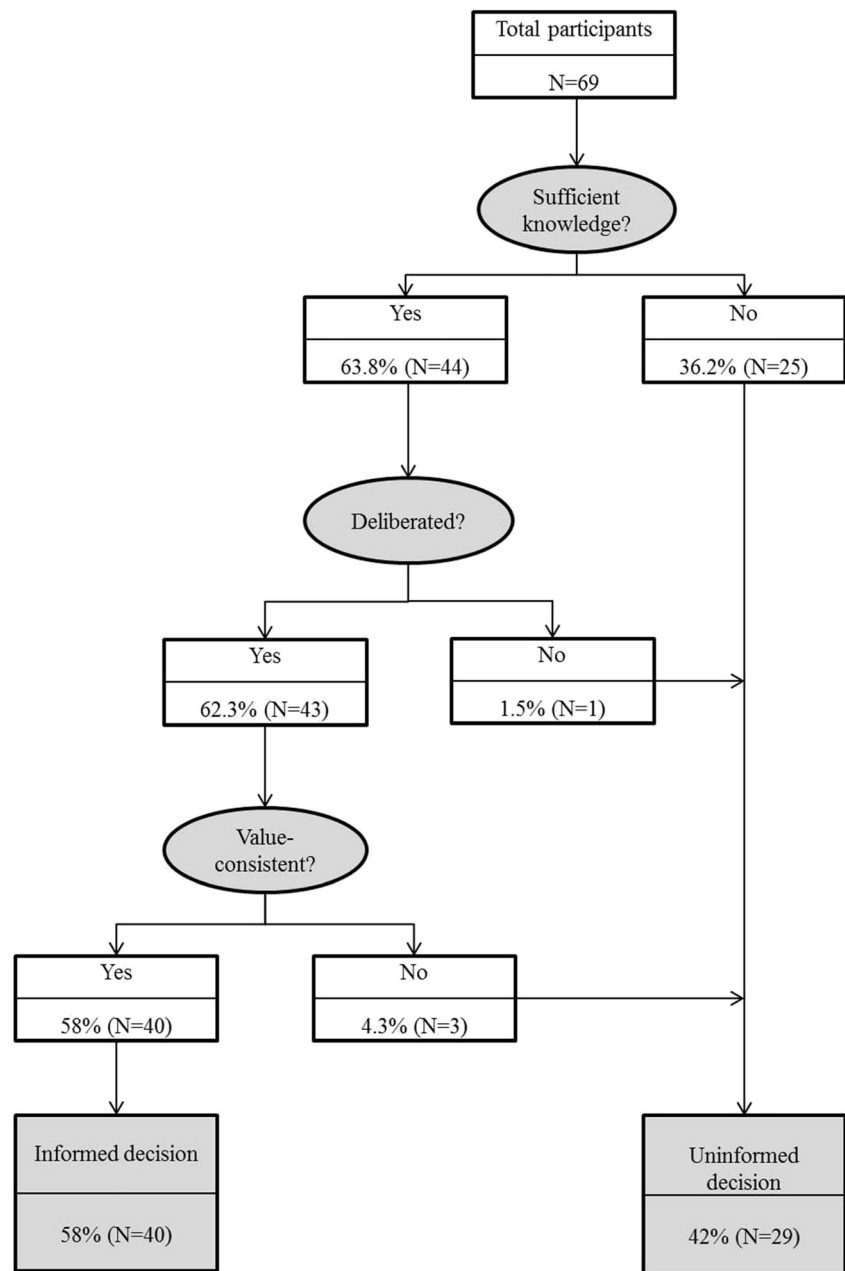 Total participants
N=69
Sufficient
knowledge?
Yes
63.8% (N=44)
No
36.2% (N=25)
Deliberated?
Yes
62.3% (N=43)
No
1.5% (N=1)
Value-
consistent?
Yes
58% (N=40)
No
4.3% (N=3)
Informed decision
58% (N=40)
Uninformed
decision
42% (N=29)